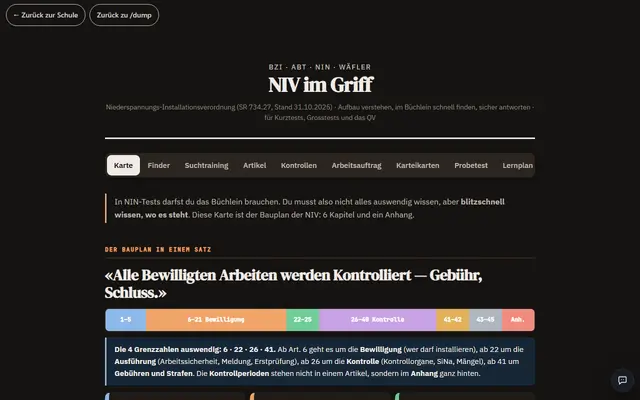 ← Zurück zur Schule
Zurück zu /dump
BZI · ABT · NIN · WÄFLER
NIV im Griff
Niederspannungs-Installationsverordnung (SR 734.27, Stand 31.10.2025) · Aufbau verstehen, im Büchlein schnell finden, sicher antworten ·
für Kurztests, Grosstests und das QV
Karte Finder Suchtraining Artikel Kontrollen Arbeitsauftrag Karteikarten Probetest Lernplan
In NIN-Tests darfst du das Büchlein brauchen. Du musst also nicht alles auswendig wissen, aber blitzschnell
wissen, wo es steht. Diese Karte ist der Bauplan der NIV: 6 Kapitel und ein Anhang.
DER BAUPLAN IN EINEM SATZ
«Alle Bewilligten Arbeiten werden Kontrolliert — Gebühr,
Schluss.»
1–5 6–21 Bewilligung 22–25 26–40 Kontrolle 41–42 43–45 Anh.
Die 4 Grenzzahlen auswendig: 6 · 22 · 26 · 41. Ab Art. 6 geht es um die Bewilligung (wer darf installieren), ab 22 um die
Ausführung (Arbeitssicherheit, Meldung, Erstprüfung), ab 26 um die Kontrolle (Kontrollorgane, SiNa, Mängel), ab 41 um
Gebühren und Strafen. Die Kontrollperioden stehen nicht in einem Artikel, sondern im Anhang ganz hinten.